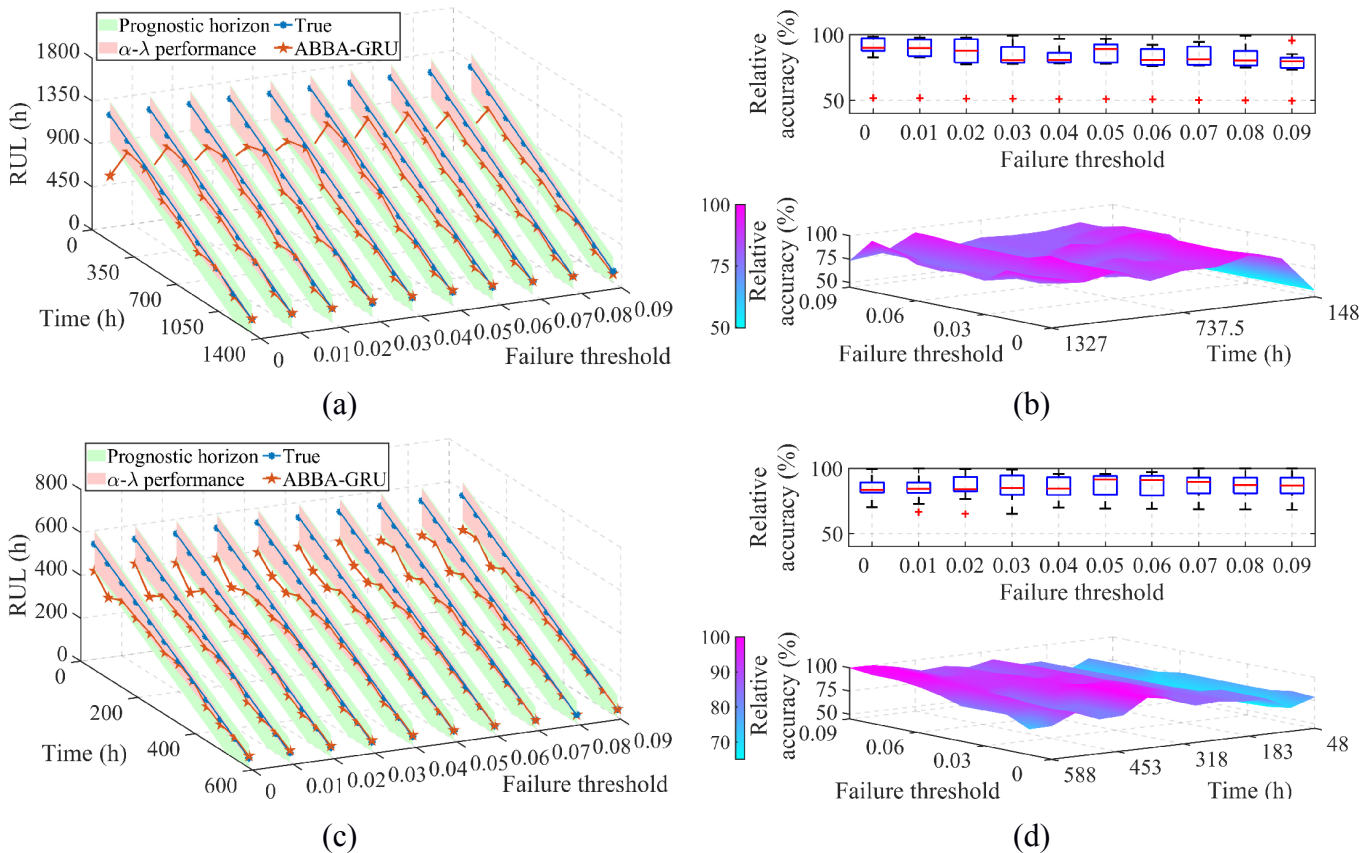 Prognostic horizon True
α-λ performance ABBA-GRU
1800
1350
900
450
0
RUL (h)
0
350
700
1050
1400
Time (h)
0 0.01 0.02 0.03 0.04 0.05 0.06 0.07 0.08 0.09
Failure threshold
(a)
Relative
accuracy (%)
100
50
0 0.01 0.02 0.03 0.04 0.05 0.06 0.07 0.08 0.09
Failure threshold
100
75
50
Relative
accuracy (%)
100
75
50
0.09
0.06
0.03
0
Failure threshold
1327
737.5
148
Time (h)
(b)
Prognostic horizon True
α-λ performance ABBA-GRU
800
600
400
200
0
RUL (h)
0
200
400
600
Time (h)
0 0.01 0.02 0.03 0.04 0.05 0.06 0.07 0.08 0.09
Failure threshold
(c)
Relative
accuracy (%)
100
50
0 0.01 0.02 0.03 0.04 0.05 0.06 0.07 0.08 0.09
Failure threshold
100
90
80
70
Relative
accuracy (%)
100
75
50
0.09
0.06
0.03
0
Failure threshold
588
453
318
183
48
Time (h)
(d)